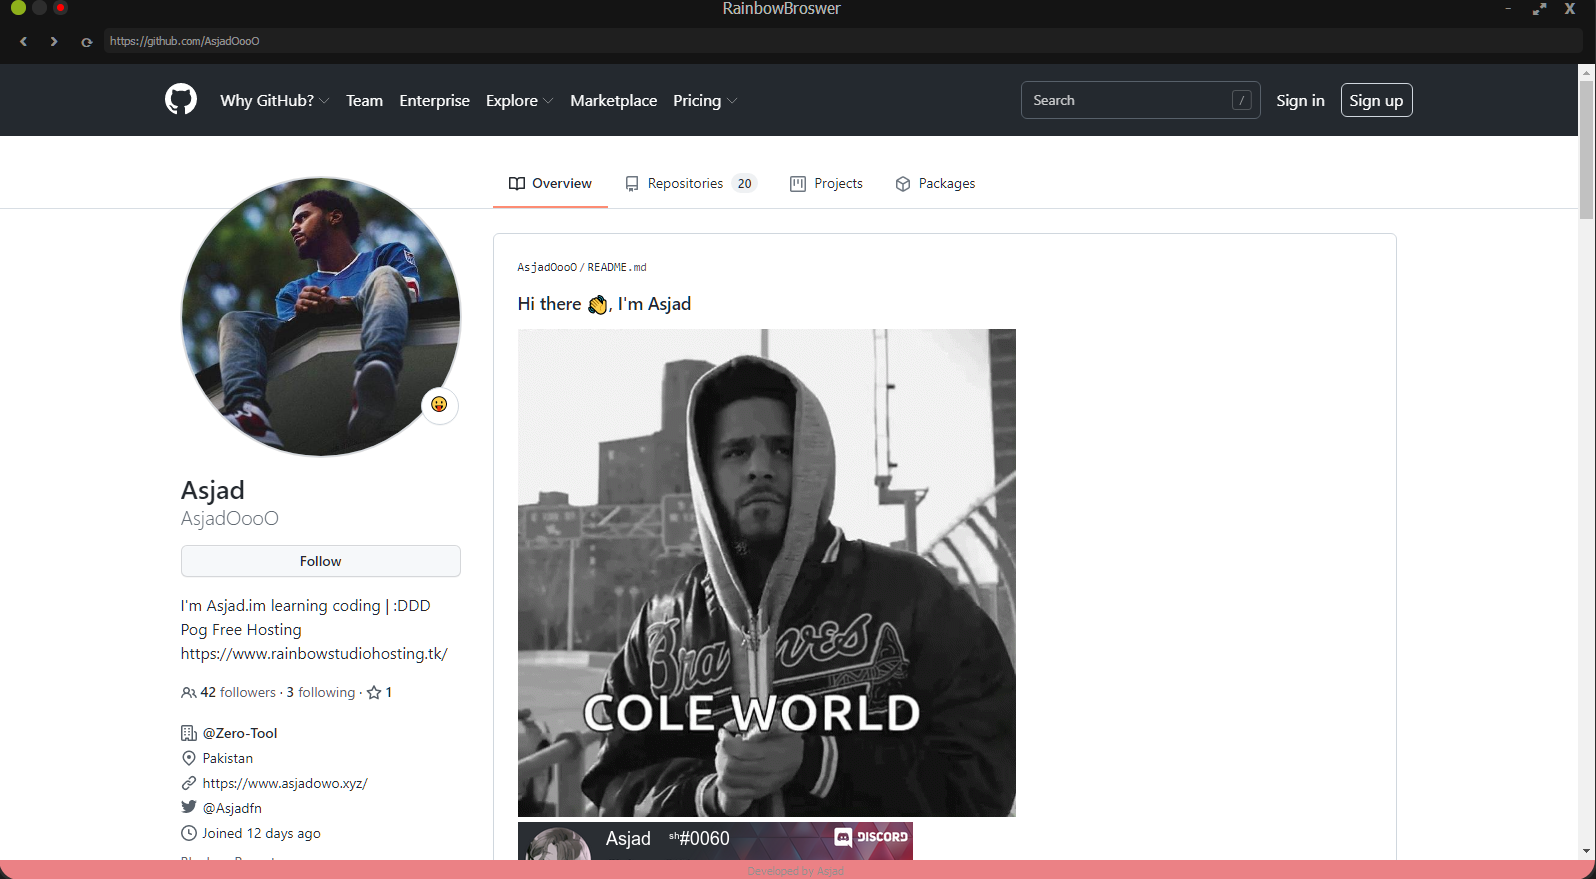 RainbowBroswer
https://github.com/AsjadOooO
Why GitHub? Team Enterprise Explore Marketplace Pricing
Search /
Sign in
Sign up
Overview
Repositories 20
Projects
Packages
AsjadOooO / README.md
Hi there 👋, I'm Asjad
COLE WORLD
Asjad sh#0060
DISCORD
Asjad
AsjadOooO
Follow
I'm Asjad.im learning coding | :DDD
Pog Free Hosting
https://www.rainbowstudiohosting.tk/
42 followers · 3 following · 1
@Zero-Tool
Pakistan
https://www.asjadowo.xyz/
@Asjadfn
Joined 12 days ago
Developed by Asjad